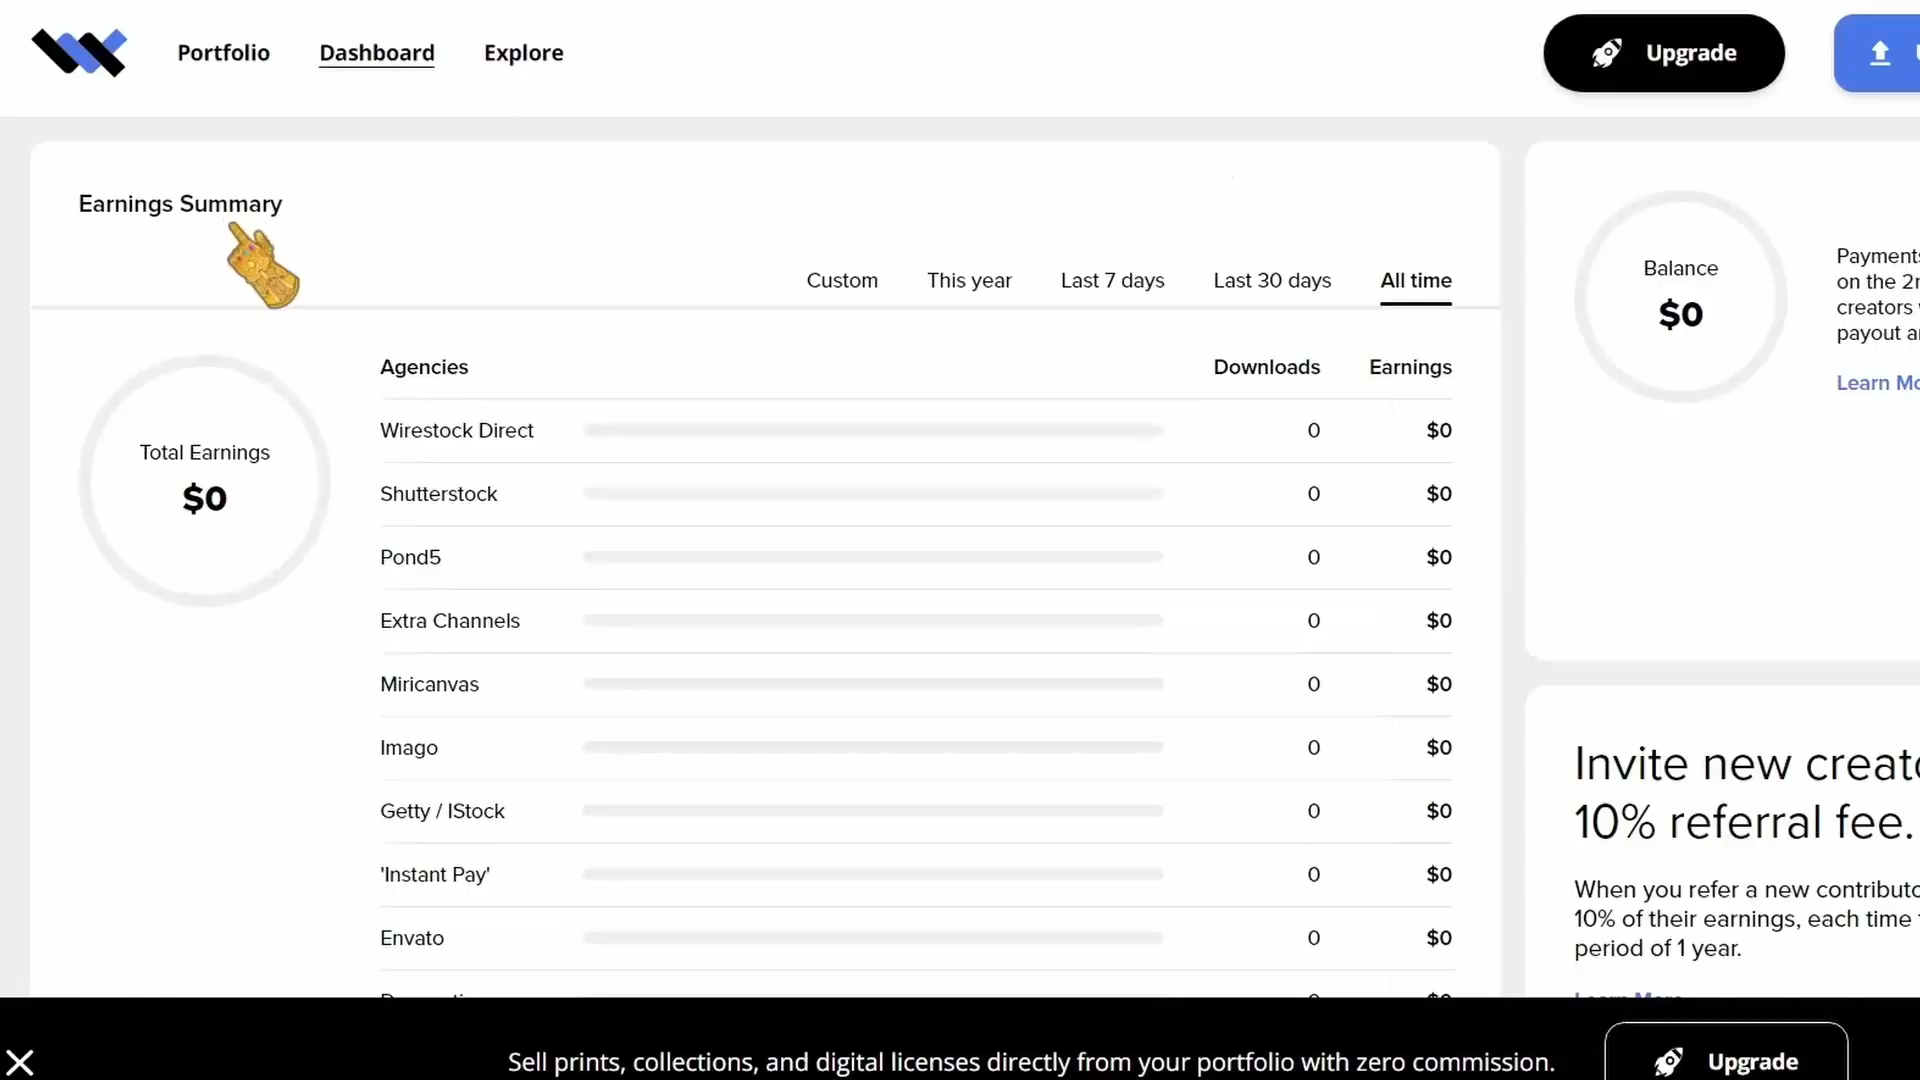 Portfolio Dashboard Explore Upgrade
Earnings Summary
Custom This year Last 7 days Last 30 days All time
Agencies Downloads Earnings
Wirestock Direct 0 $0
Shutterstock 0 $0
Pond5 0 $0
Extra Channels 0 $0
Miricanvas 0 $0
Imago 0 $0
Getty / IStock 0 $0
'Instant Pay' 0 $0
Envato 0 $0
Total Earnings
$0
Balance
$0
Payments
on the
creators
payout
Learn
Invite new
10% referral fee.
When you refer a new
10% of their earnings, each time
period of 1 year.
Sell prints, collections, and digital licenses directly from your portfolio with zero commission.
Upgrade